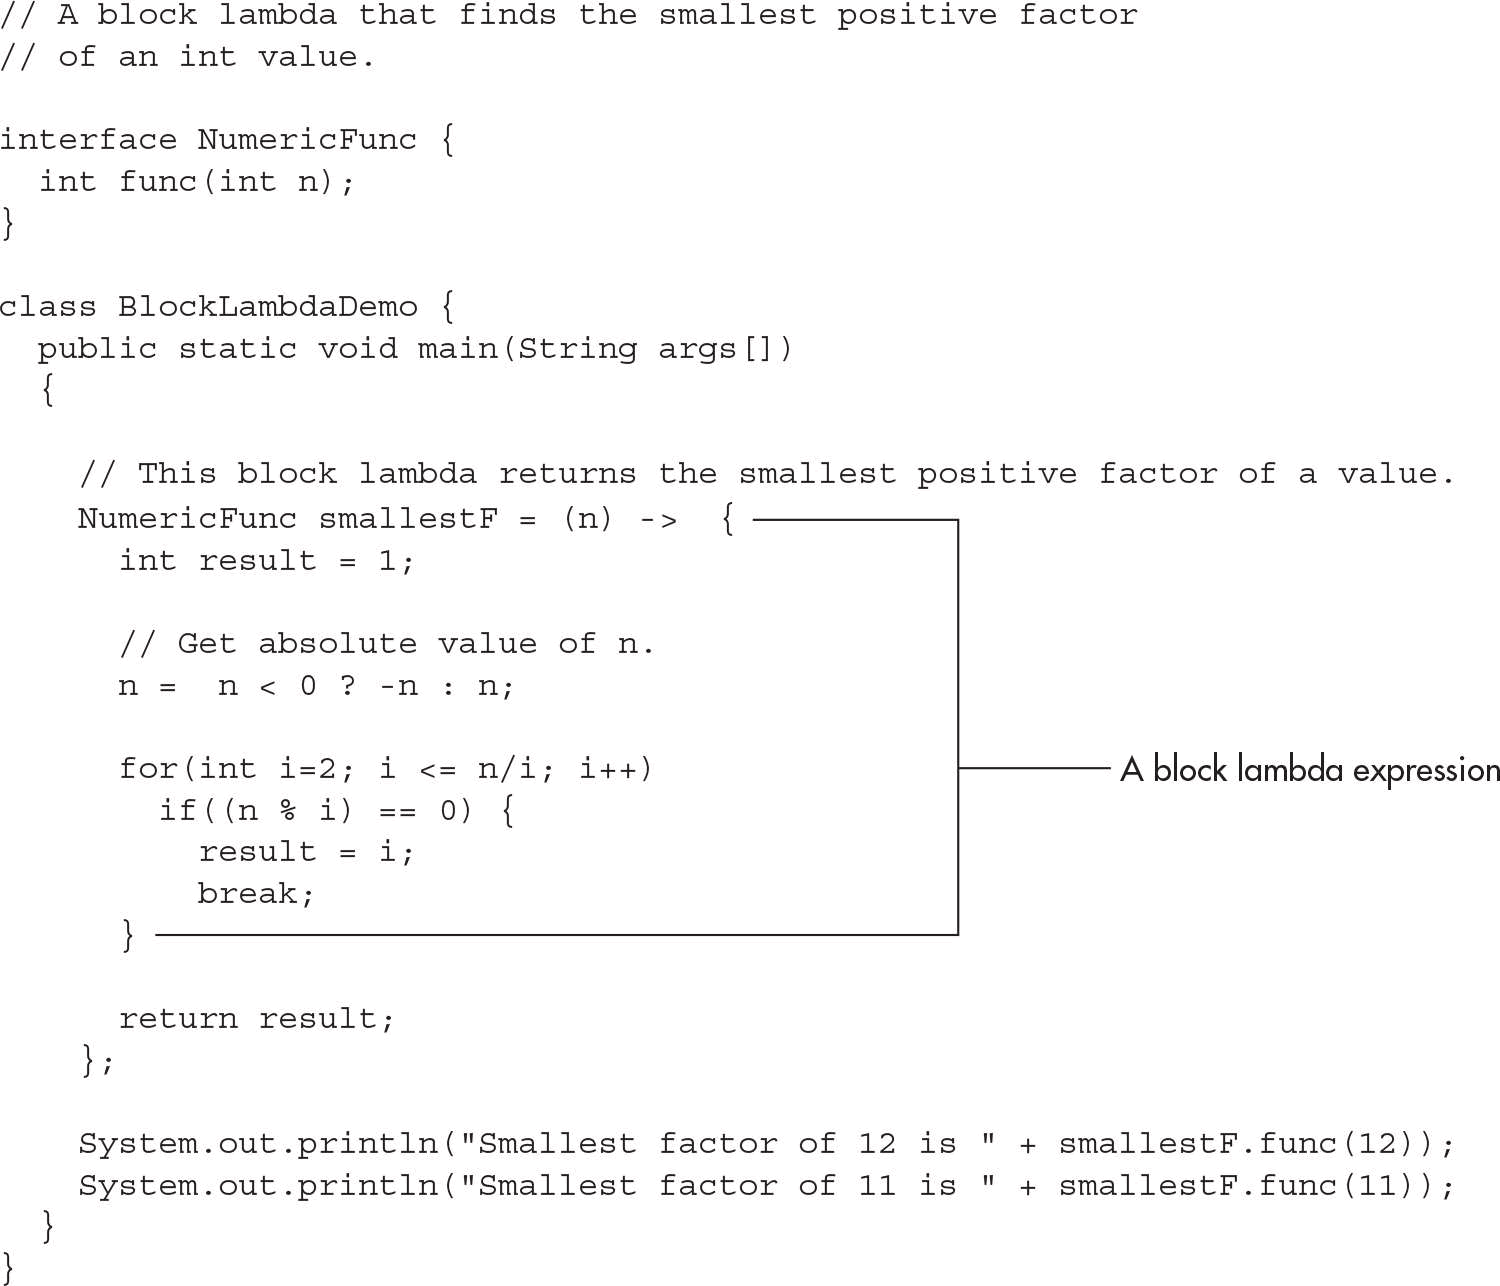 // A block lambda that finds the smallest positive factor
// of an int value.

interface NumericFunc {
  int func(int n);
}

class BlockLambdaDemo {
  public static void main(String args[])
  {

    // This block lambda returns the smallest positive factor of a value.
    NumericFunc smallestF = (n) ->  {
      int result = 1;

      // Get absolute value of n.
      n =  n < 0 ? -n : n;

      for(int i=2; i <= n/i; i++)
        if((n % i) == 0) {
          result = i;
          break;
      }

      return result;
    };

    System.out.println("Smallest factor of 12 is " + smallestF.func(12));
    System.out.println("Smallest factor of 11 is " + smallestF.func(11));
  }
}
A block lambda expression